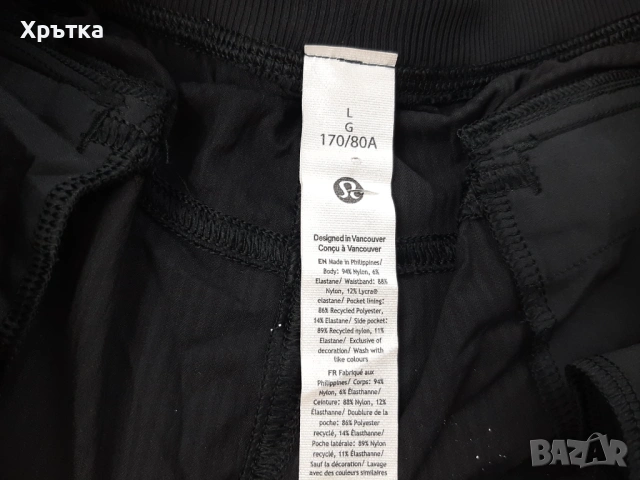 Хрътка
L
G
170/80A
Designed in Vancouver
Conçu à Vancouver
EN Made in Philippines/
Body: 94% Nylon, 6%
Elastane/ Waistband: 88%
Nylon, 12% Lycra®
elastane/ Pocket lining:
86% Recycled Polyester,
14% Elastane/ Side pocket:
89% Recycled nylon, 11%
Elastane/ Exclusive of
decoration/ Wash with
like colours
FR Fabriqué aux
Philippines/ Corps: 94%
Nylon, 6% Élasthanne/
Ceinture: 88% Nylon, 12%
Élasthanne/ Doublure de la
poche: 86% Polyester
recyclé, 14% Élasthanne/
Poche latérale: 89% Nylon
recyclé, 11% Élasthanne/
Sauf la décoration/ Lavage
avec des couleurs similaires
BAZAR